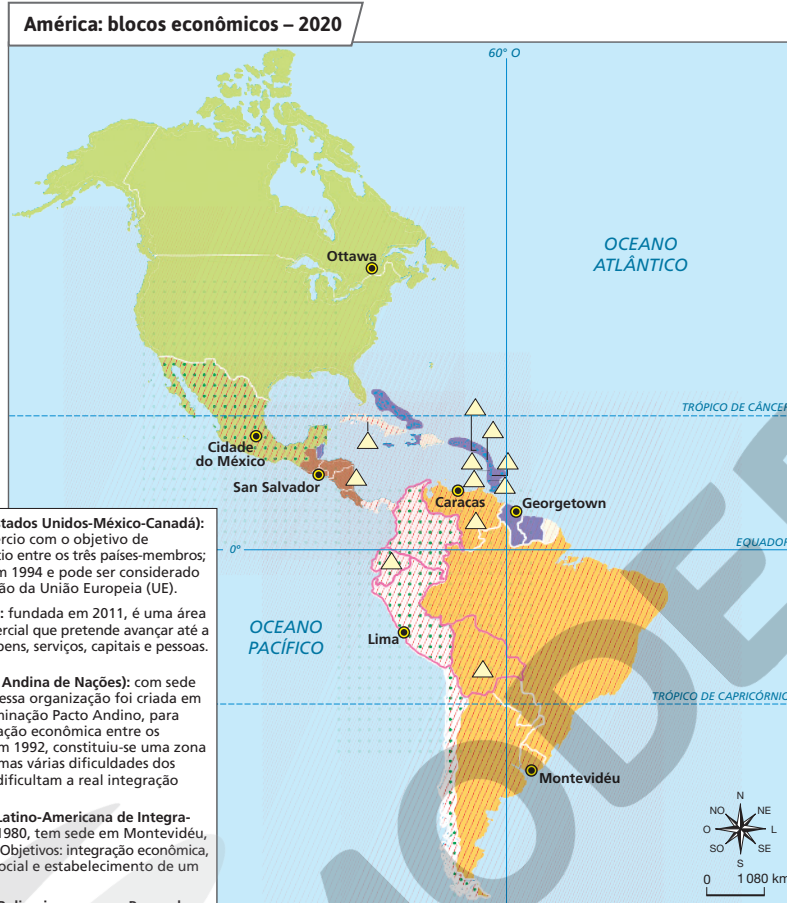 América: blocos econômicos – 2020
60° O
Ottawa
OCEANO
ATLÂNTICO
TRÓPICO DE CÂNCER
Cidade
do México
San Salvador
Caracas
Georgetown
0°
EQUADOR
OCEANO
PACÍFICO
Lima
TRÓPICO DE CAPRICÓRNIO
Montevidéu
N
NO
NE
O
L
SO
SE
S
0 1 080 km
stados Unidos-México-Canadá):
ércio com o objetivo de
io entre os três países-membros;
m 1994 e pode ser considerado
ão da União Europeia (UE).
: fundada em 2011, é uma área
ercial que pretende avançar até a
pens, serviços, capitais e pessoas.
Andina de Nações): com sede
essa organização foi criada em
minação Pacto Andino, para
ação econômica entre os
m 1992, constituiu-se uma zona
mas várias dificuldades dos
dificultam a real integração
Latino-Americana de Integra-
1980, tem sede em Montevidéu,
Objetivos: integração econômica,
ocial e estabelecimento de um
MODE